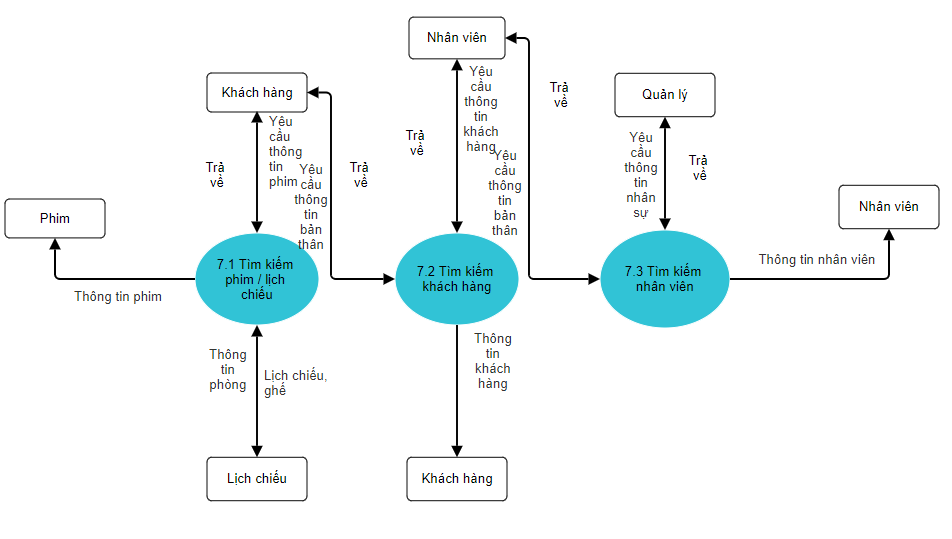 Nhân viên
Khách hàng
Yêu
cầu
thông
tin
phim
Trả
về
Yêu cầu
thông tin
bản
thân
Trả
về
Yêu
cầu
thông
tin
khách
hàng
Trả
về
Yêu
cầu
thông tin
bản
thân
Trả
về
Quản lý
Yêu
cầu
thông
tin
nhân
sự
Trả
về
Phim
Nhân viên
Thông tin phim
7.1 Tìm kiếm
phim / lịch
chiếu
7.2 Tìm kiếm
khách hàng
7.3 Tìm kiếm
nhân viên
Thông tin nhân viên
Thông
tin
phòng
Lịch chiếu,
ghế
Thông
tin
khách
hàng
Lịch chiếu
Khách hàng